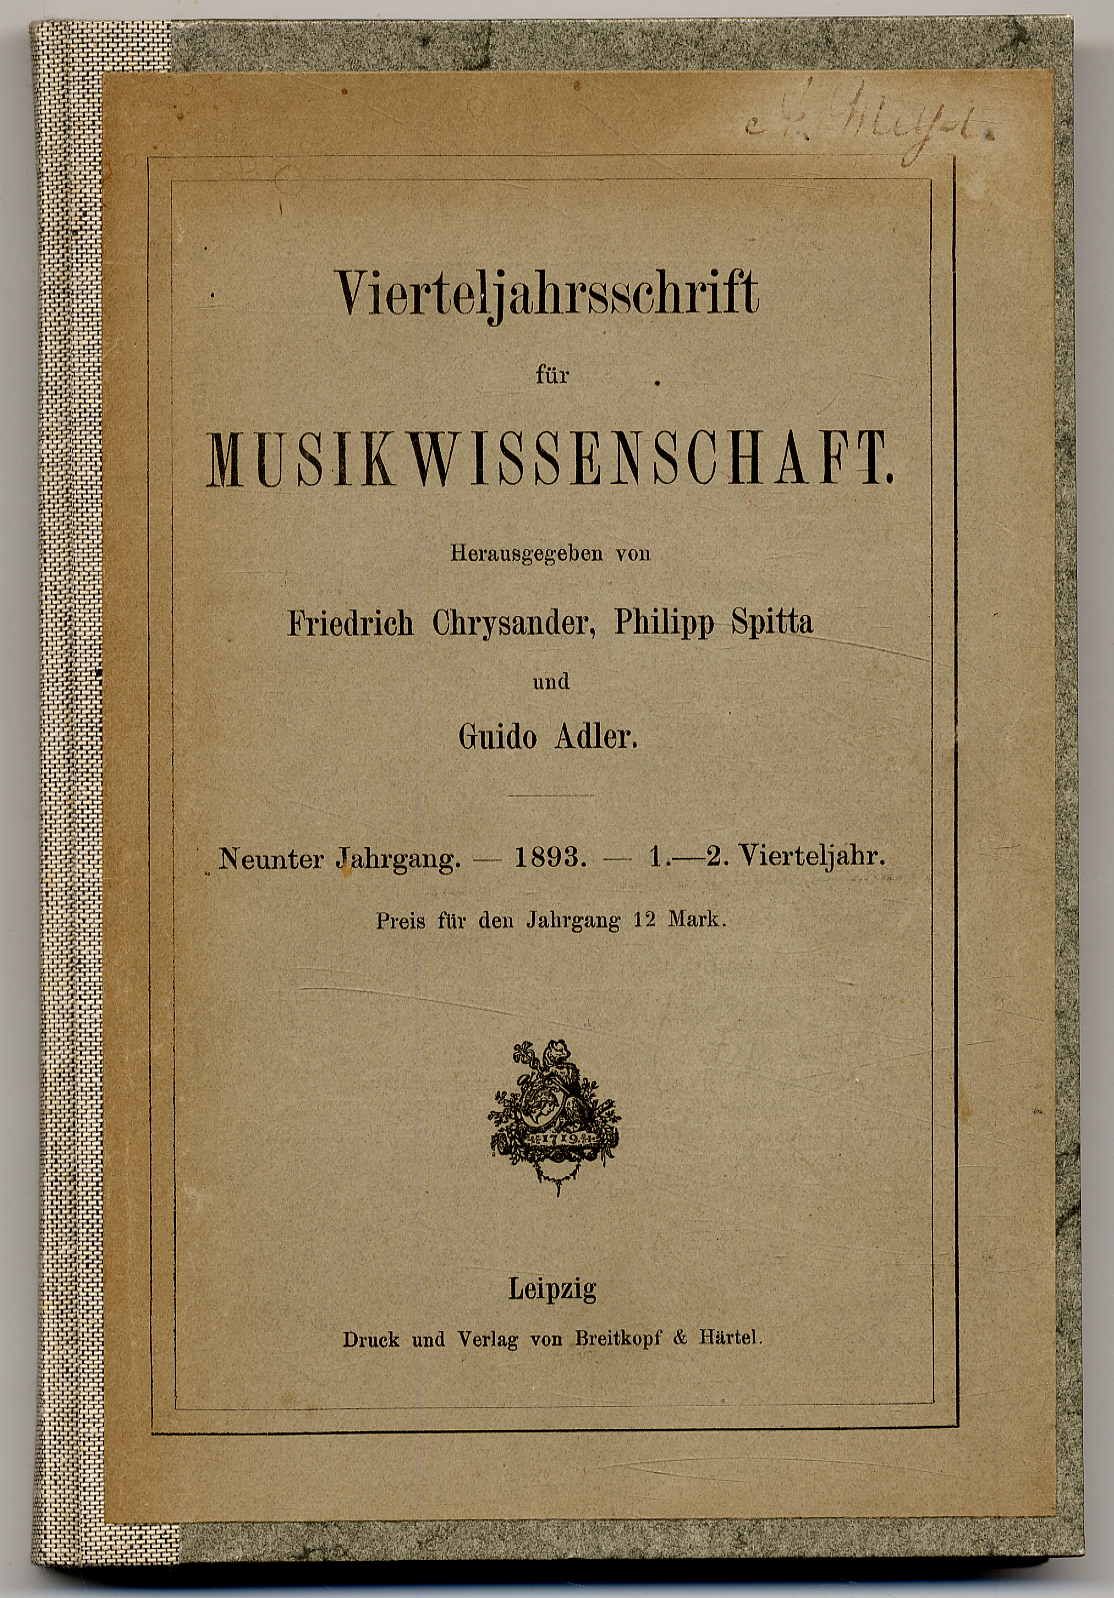 Vierteljahrsschrift
für
MUSIKWISSENSCHAFT.
Herausgegeben von
Friedrich Chrysander, Philipp Spitta
und
Guido Adler.
Neunter Jahrgang. — 1893. — 1.—2. Vierteljahr.
Preis für den Jahrgang 12 Mark.
1719
Leipzig
Druck und Verlag von Breitkopf & Härtel.